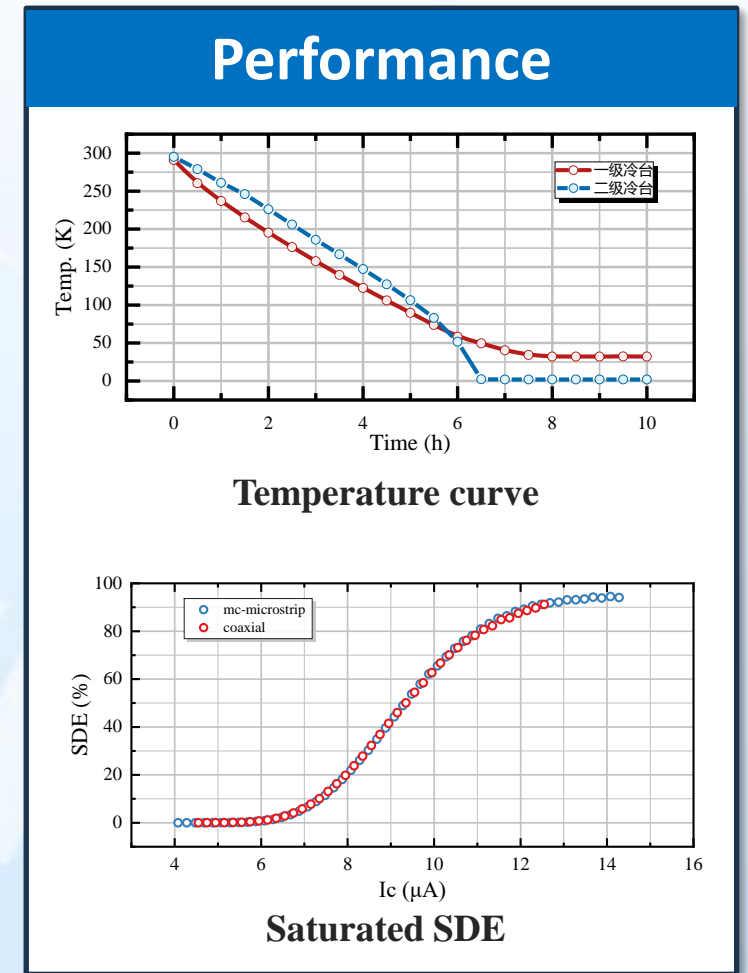 Performance
300
250
200
150
100
50
0
Temp. (K)
一级冷台
二级冷台
0 2 4 6 8 10
Time (h)
Temperature curve
100
80
60
40
20
0
SDE (%)
mc-microstrip
coaxial
4 6 8 10 12 14 16
Ic (μA)
Saturated SDE